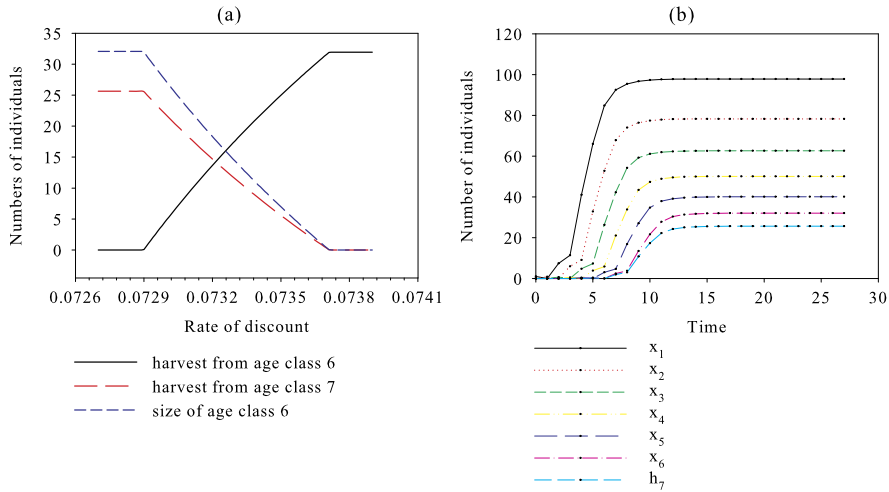 (a)
Numbers of individuals
35
30
25
20
15
10
5
0
0.0726
0.0729
0.0732
0.0735
0.0738
0.0741
Rate of discount
harvest from age class 6
harvest from age class 7
size of age class 6
(b)
Number of individuals
120
100
80
60
40
20
0
0
5
10
15
20
25
30
Time
x1
x2
x3
x4
x5
x6
h7